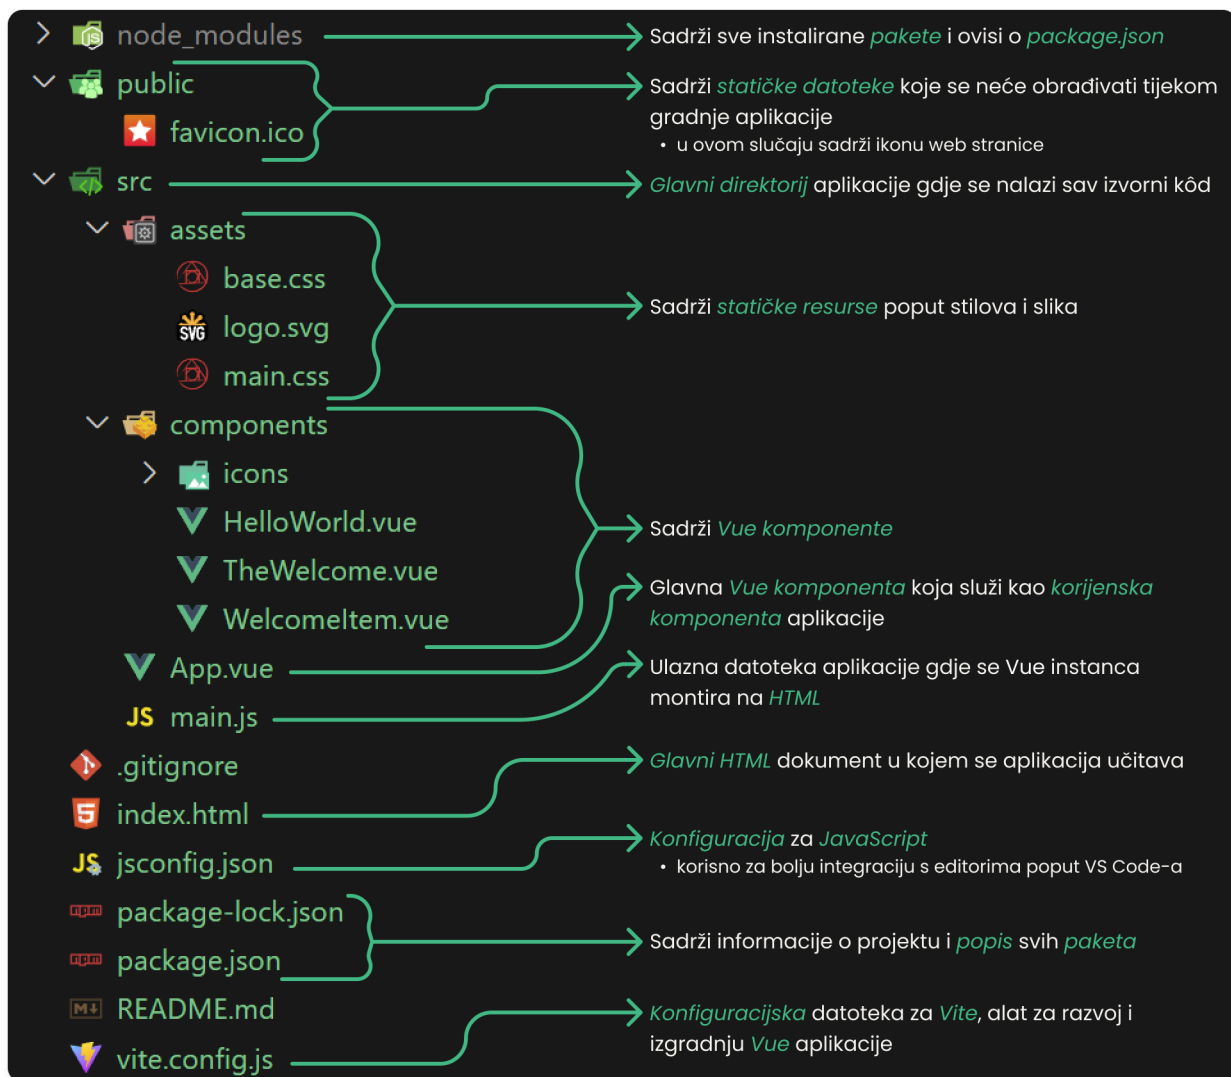 node_modules
Sadrži sve instalirane pakete i ovisi o package.json
public
Sadrži statičke datoteke koje se neće obrađivati tijekom
gradnje aplikacije
favicon.ico
• u ovom slučaju sadrži ikonu web stranice
src
Glavni direktorij aplikacije gdje se nalazi sav izvorni kôd
assets
base.css
logo.svg
Sadrži statičke resurse poput stilova i slika
main.css
components
icons
HelloWorld.vue
Sadrži Vue komponente
TheWelcome.vue
Glavna Vue komponenta koja služi kao korijenska
komponenta aplikacije
WelcomeItem.vue
App.vue
Ulazna datoteka aplikacije gdje se Vue instanca
montira na HTML
JS main.js
.gitignore
Glavni HTML dokument u kojem se aplikacija učitava
index.html
JS jsconfig.json
Konfiguracija za JavaScript
• korisno za bolju integraciju s editorima poput VS Code-a
package-lock.json
Sadrži informacije o projektu i popis svih paketa
package.json
README.md
Konfiguracijska datoteka za Vite, alat za razvoj i
izgradnju Vue aplikacije
vite.config.js